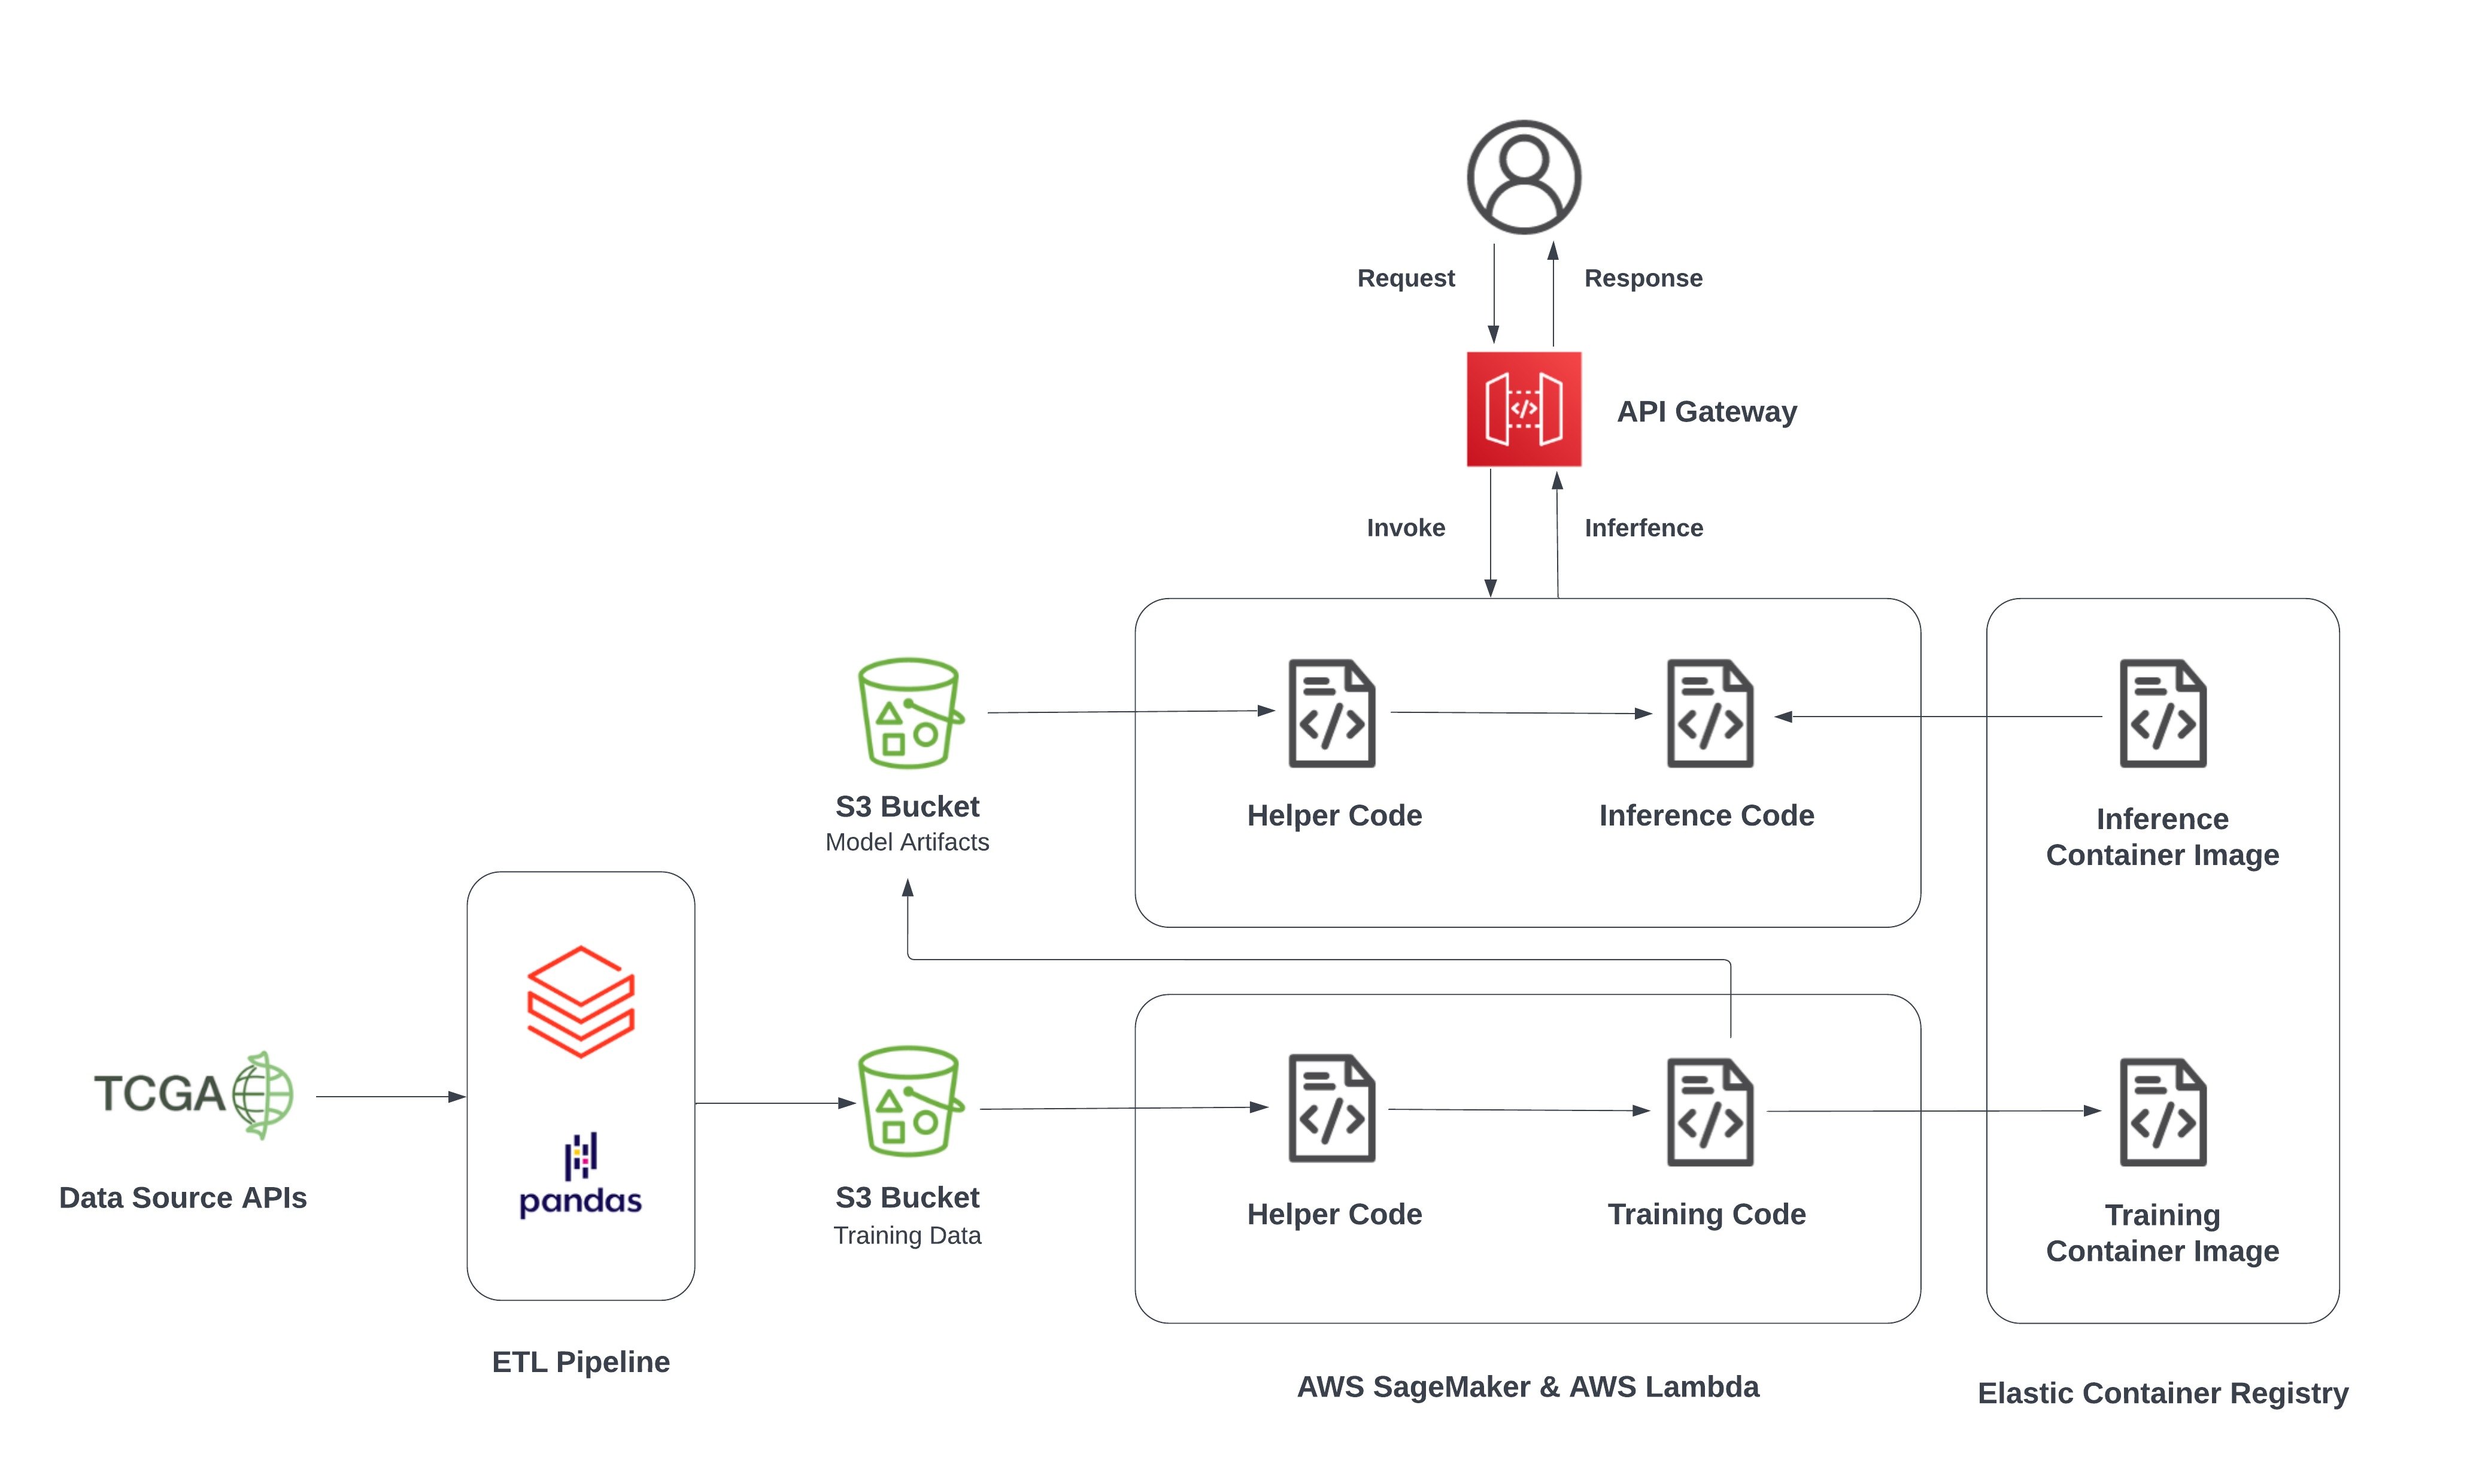 Request
Response
API Gateway
Invoke
Inferfence
S3 Bucket
Model Artifacts
Helper Code
Inference Code
Inference
Container Image
TCGA
Data Source APIs
pandas
ETL Pipeline
S3 Bucket
Training Data
Helper Code
Training Code
Training
Container Image
AWS SageMaker & AWS Lambda
Elastic Container Registry